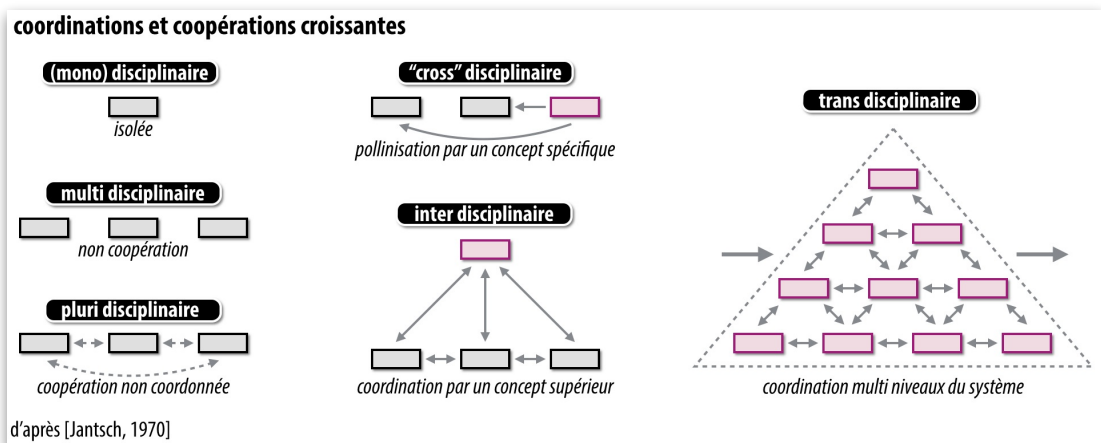 coordinations et coopérations croissantes
(mono) disciplinaire
isolée
multi disciplinaire
non coopération
pluri disciplinaire
coopération non coordonnée
"cross" disciplinaire
pollinisation par un concept spécifique
inter disciplinaire
coordination par un concept supérieur
trans disciplinaire
coordination multi niveaux du système
d'après [Jantsch, 1970]